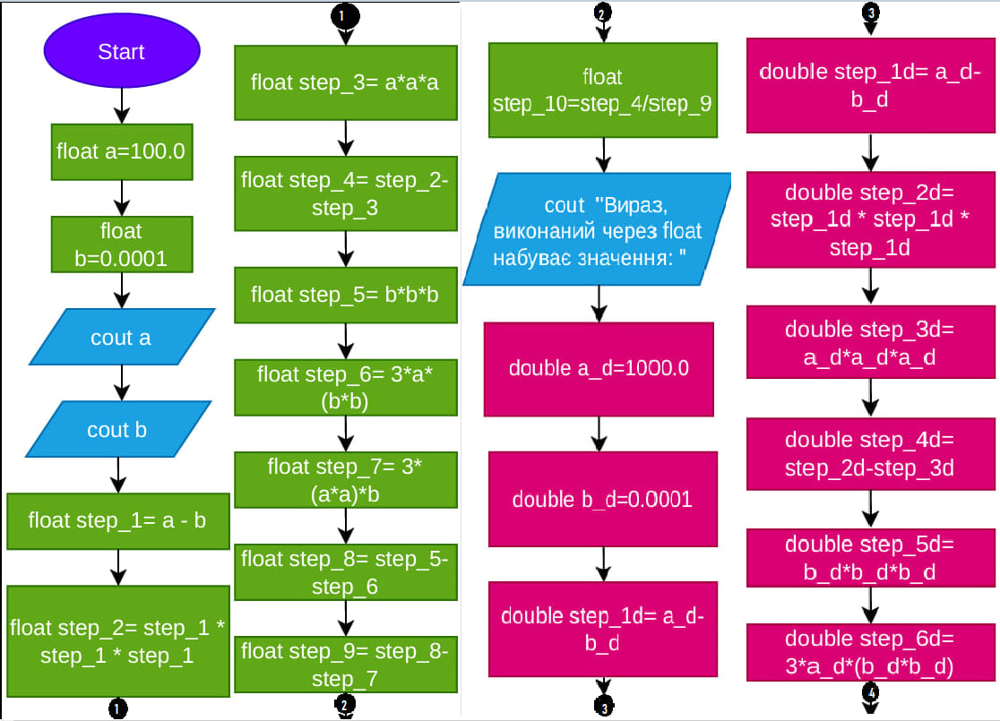 Start
float a=100.0
float
b=0.0001
cout a
cout b
float step_1= a - b
float step_2= step_1 *
step_1 * step_1
1
1
float step_3= a*a*a
float step_4= step_2-
step_3
float step_5= b*b*b
float step_6= 3*a*
(b*b)
float step_7= 3*
(a*a)*b
float step_8= step_5-
step_6
float step_9= step_8-
step_7
2
2
float
step_10=step_4/step_9
cout "Вираз,
виконаний через float
набуває значення: "
double a_d=1000.0
double b_d=0.0001
double step_1d= a_d-
b_d
3
3
double step_1d= a_d-
b_d
double step_2d=
step_1d * step_1d *
step_1d
double step_3d=
a_d*a_d*a_d
double step_4d=
step_2d-step_3d
double step_5d=
b_d*b_d*b_d
double step_6d=
3*a_d*(b_d*b_d)
4